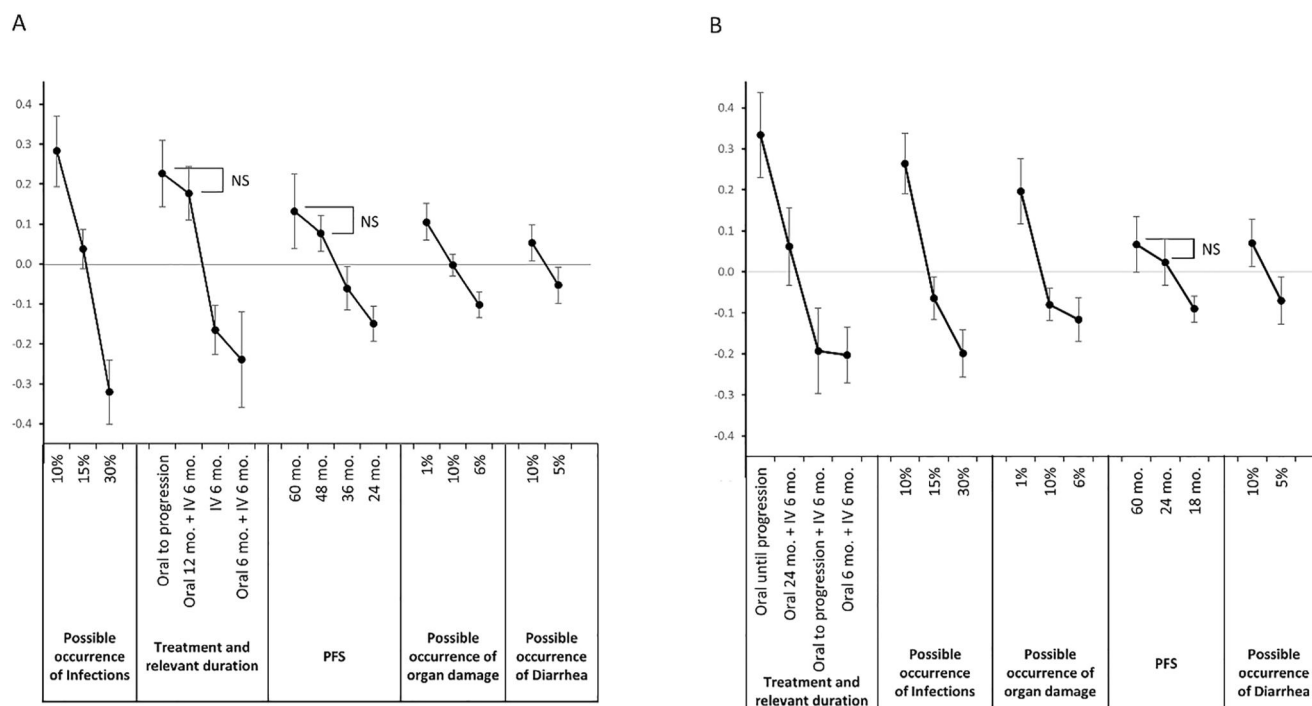 A
0.4
0.3
0.2
0.1
0.0
-0.1
-0.2
-0.3
-0.4
NS
NS
10%
15%
30%
Oral to progression
Oral 12 mo. + IV 6 mo.
IV 6 mo.
Oral 6 mo. + IV 6 mo.
60 mo.
48 mo.
36 mo.
24 mo.
1%
10%
6%
10%
5%
Possible
occurrence
of Infections
Treatment and
relevant duration
PFS
Possible
occurrence of
organ damage
Possible
occurrence
of Diarrhea
B
0.4
0.3
0.2
0.1
0.0
-0.1
-0.2
-0.3
-0.4
NS
Oral until progression
Oral 24 mo. + IV 6 mo.
Oral to progression + IV 6 mo.
Oral 6 mo. + IV 6 mo.
10%
15%
30%
1%
10%
6%
60 mo.
24 mo.
18 mo.
10%
5%
Treatment and
relevant duration
Possible
occurrence
of Infections
Possible
occurrence of
organ damage
PFS
Possible
occurrence
of Diarrhea